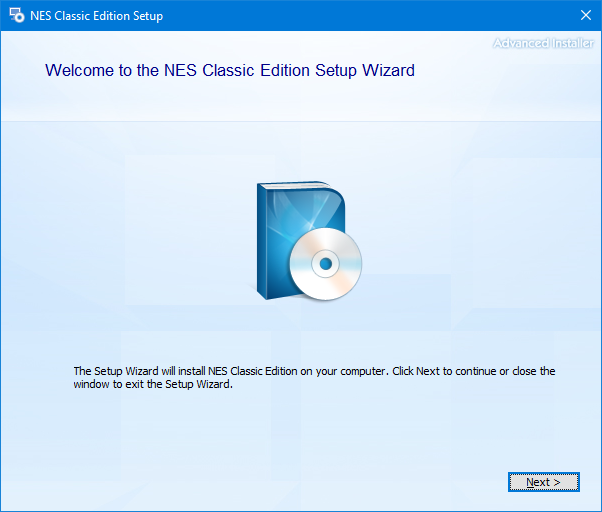 NES Classic Edition Setup
Advanced Installer
Welcome to the NES Classic Edition Setup Wizard
The Setup Wizard will install NES Classic Edition on your computer. Click Next to continue or close the
window to exit the Setup Wizard.
Next >